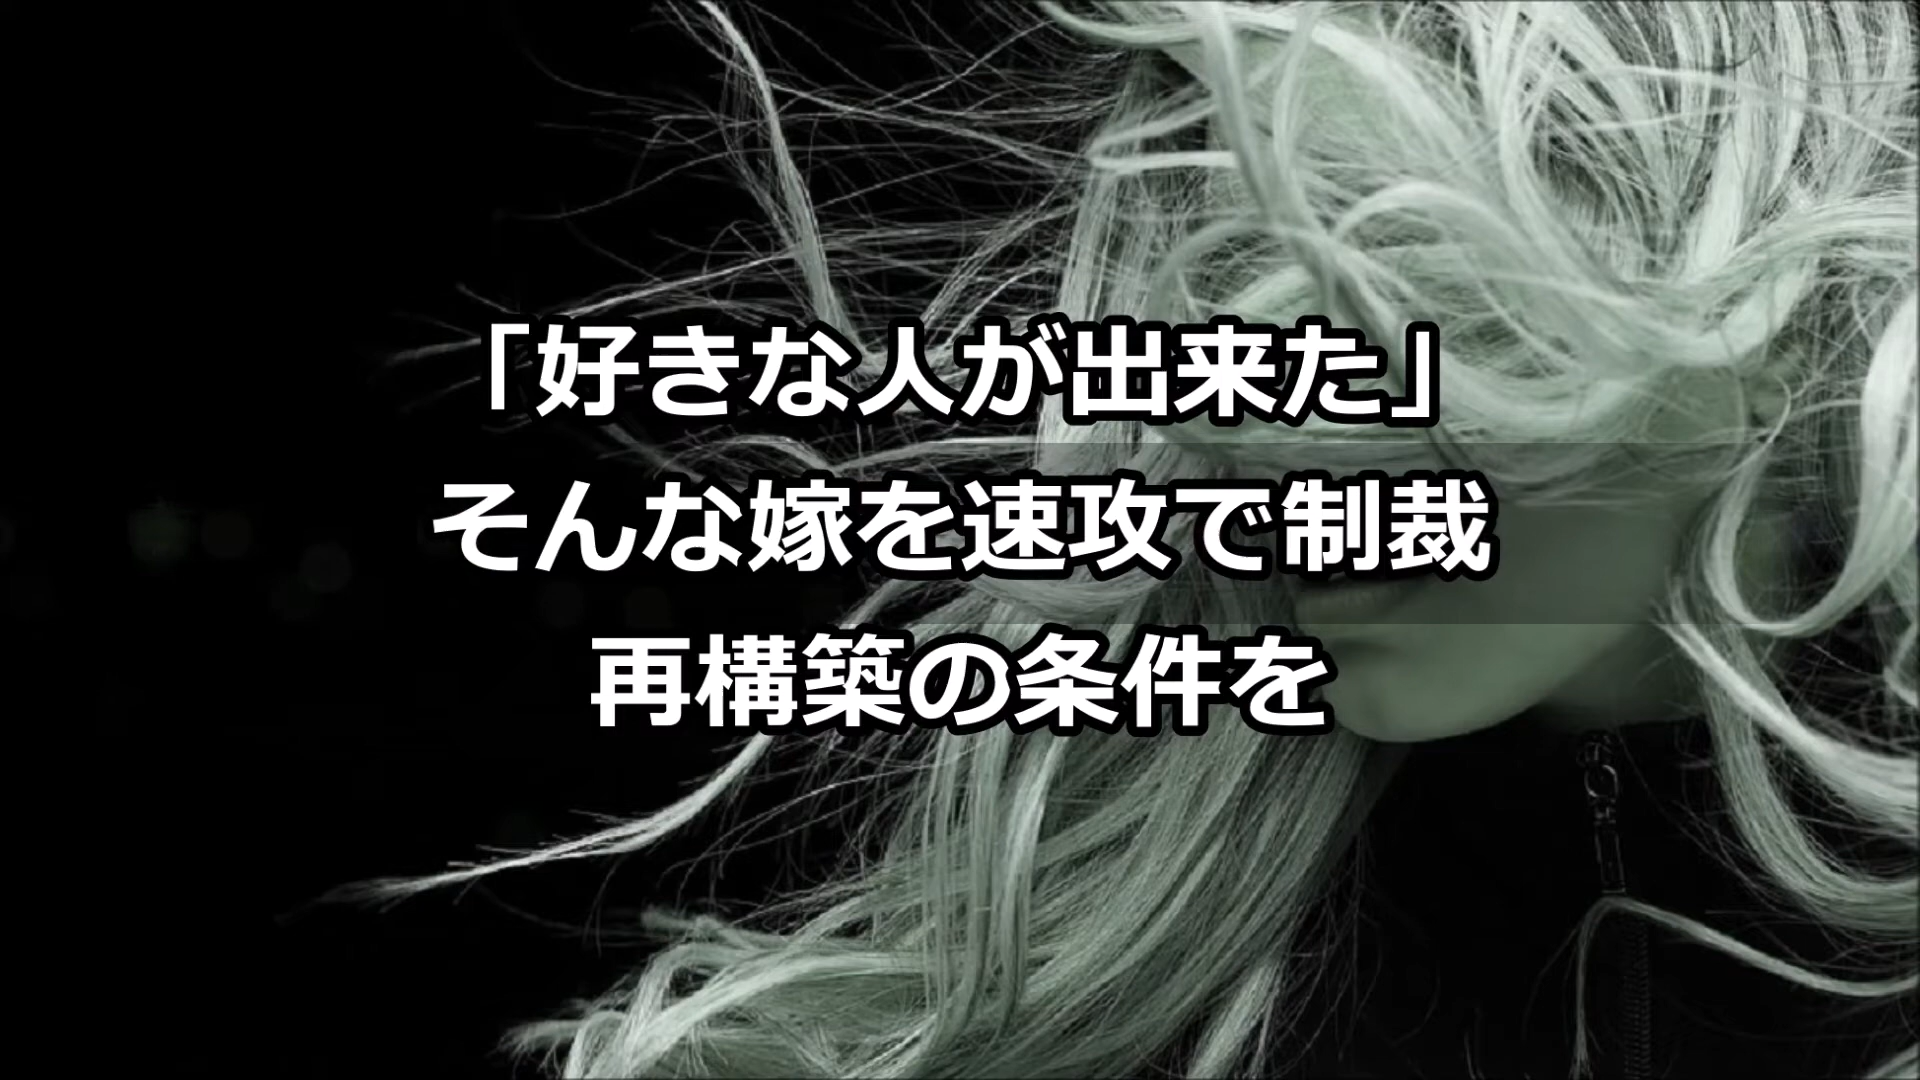 「好きな人が出来た」
そんな嫁を速攻で制裁
再構築の条件を